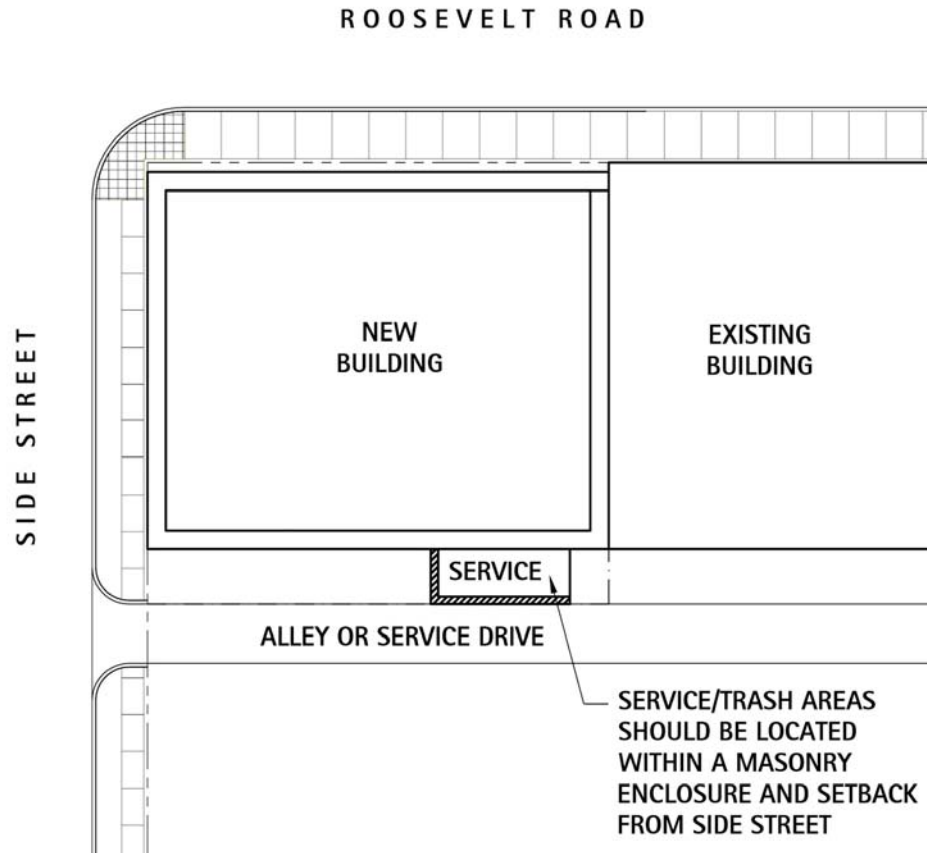 ROOSEVELT ROAD
SIDE STREET
NEW
BUILDING
EXISTING
BUILDING
SERVICE
ALLEY OR SERVICE DRIVE
SERVICE/TRASH AREAS
SHOULD BE LOCATED
WITHIN A MASONRY
ENCLOSURE AND SETBACK
FROM SIDE STREET